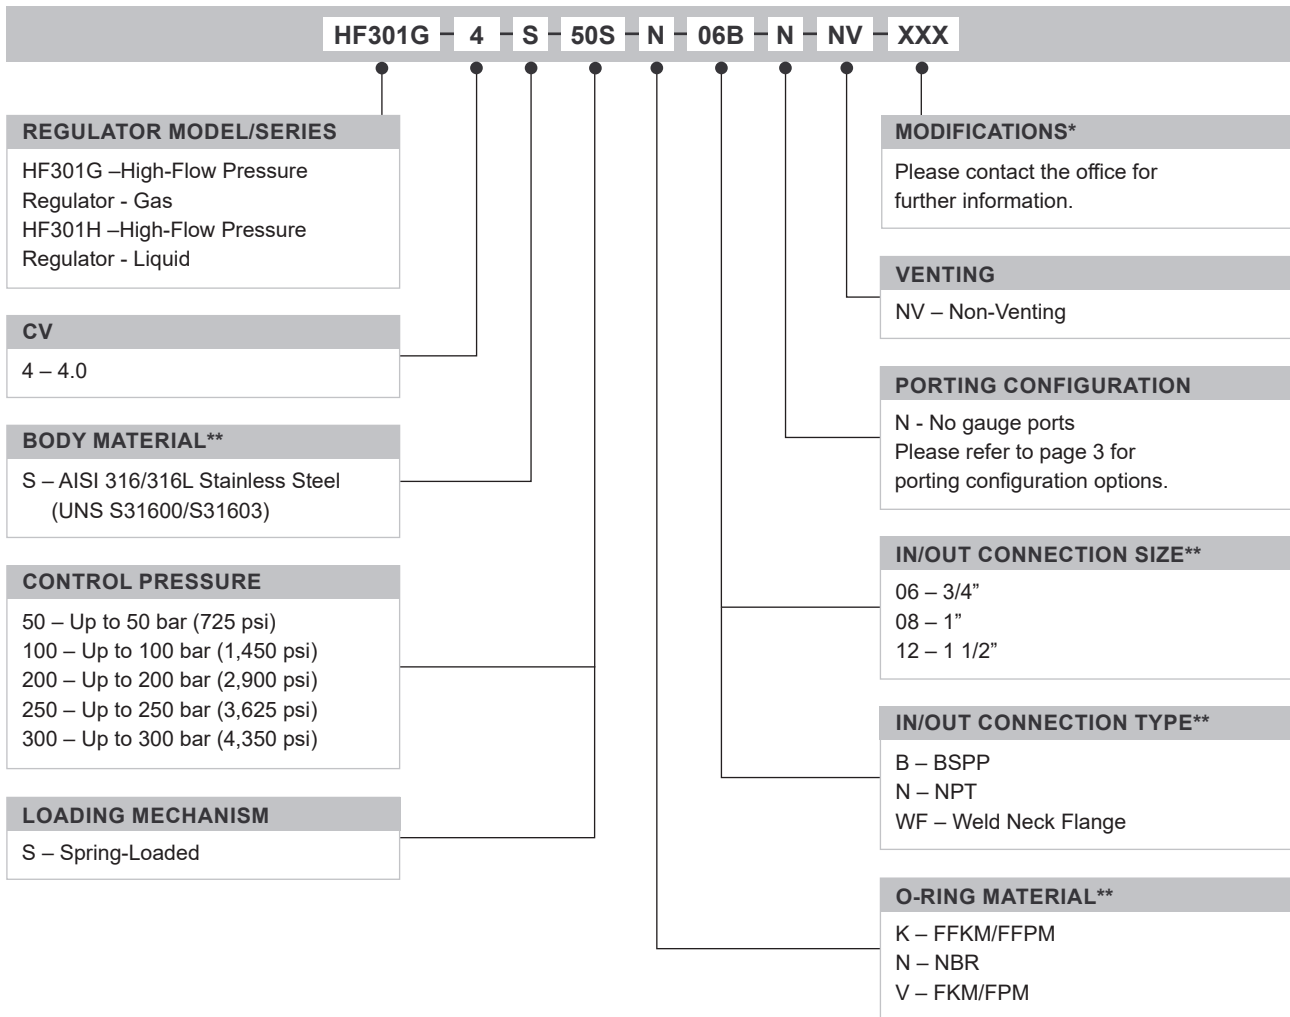 HF301G 4 S 50S N 06B N NV XXX
REGULATOR MODEL/SERIES
HF301G –High-Flow Pressure
Regulator - Gas
HF301H –High-Flow Pressure
Regulator - Liquid
CV
4 – 4.0
BODY MATERIAL**
S – AISI 316/316L Stainless Steel
(UNS S31600/S31603)
CONTROL PRESSURE
50 – Up to 50 bar (725 psi)
100 – Up to 100 bar (1,450 psi)
200 – Up to 200 bar (2,900 psi)
250 – Up to 250 bar (3,625 psi)
300 – Up to 300 bar (4,350 psi)
LOADING MECHANISM
S – Spring-Loaded
MODIFICATIONS*
Please contact the office for
further information.
VENTING
NV – Non-Venting
PORTING CONFIGURATION
N - No gauge ports
Please refer to page 3 for
porting configuration options.
IN/OUT CONNECTION SIZE**
06 – 3/4”
08 – 1”
12 – 1 1/2”
IN/OUT CONNECTION TYPE**
B – BSPP
N – NPT
WF – Weld Neck Flange
O-RING MATERIAL**
K – FFKM/FFPM
N – NBR
V – FKM/FPM